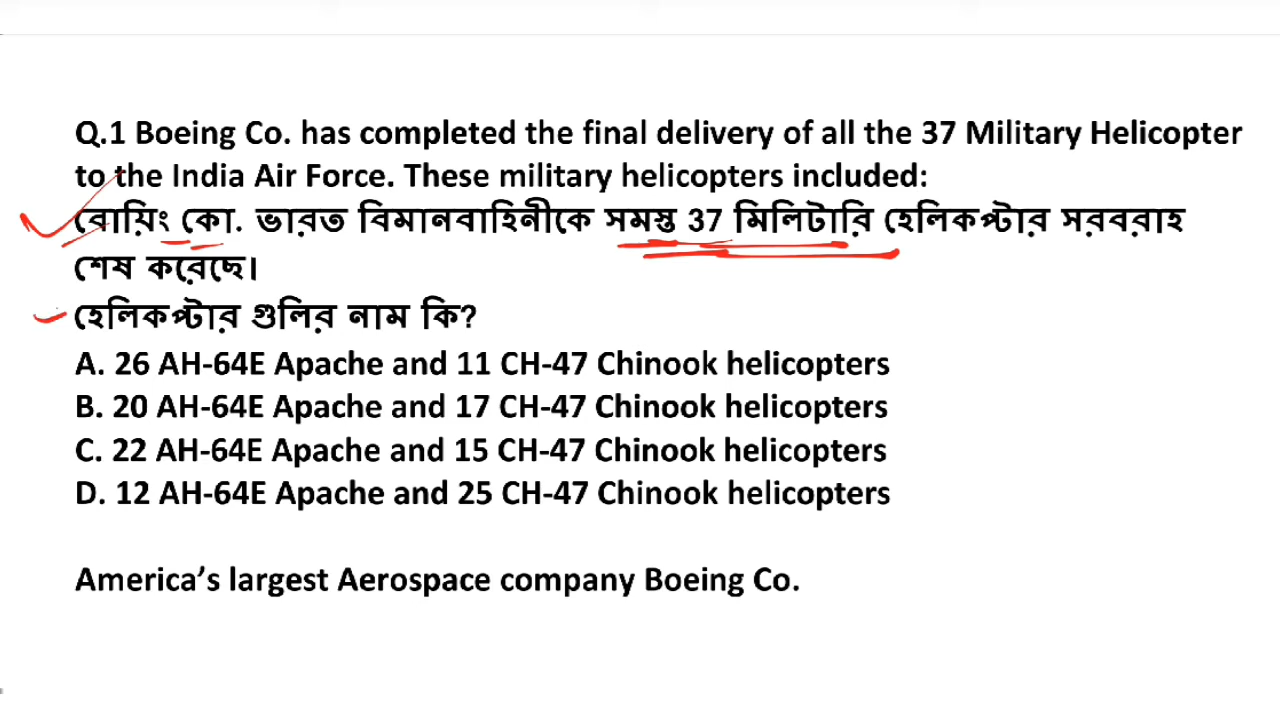 Q.1 Boeing Co. has completed the final delivery of all the 37 Military Helicopter
to the India Air Force. These military helicopters included:
বোয়িং কো. ভারত বিমানবাহিনীকে সমস্ত 37 মিলিটারি হেলিকপ্টার সরবরাহ
শেষ করেছে।
হেলিকপ্টার গুলির নাম কি?
A. 26 AH-64E Apache and 11 CH-47 Chinook helicopters
B. 20 AH-64E Apache and 17 CH-47 Chinook helicopters
C. 22 AH-64E Apache and 15 CH-47 Chinook helicopters
D. 12 AH-64E Apache and 25 CH-47 Chinook helicopters
America’s largest Aerospace company Boeing Co.